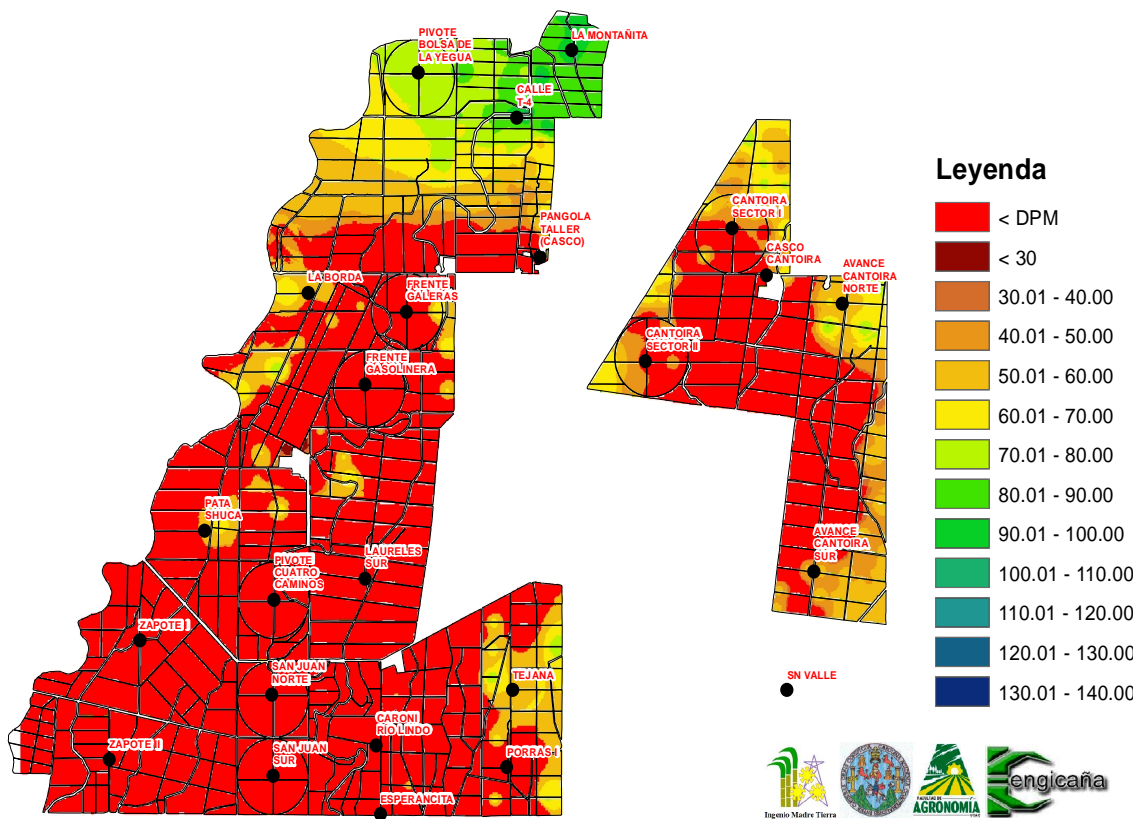 PIVOTE
BOLSA DE
LA YEGUA
LA MONTAÑITA
CALLE
T-4
PANGOLA
TALLER
(CASCO)
LA BORDA
FRENTE
GALERAS
FRENTE
GASOLINERA
PATA
SHUCA
PIVOTE
CUATRO
CAMINOS
LAURELES
SUR
ZAPOTE I
SAN JUAN
NORTE
TEJANA
CARONI
RÍO LINDO
ZAPOTE II
SAN JUAN
SUR
PORRAS I
ESPERANCITA
CANTOIRA
SECTOR I
CASCO
CANTOIRA
AVANCE
CANTOIRA
NORTE
CANTOIRA
SECTOR II
AVANCE
CANTOIRA
SUR
SN VALLE
Leyenda
< DPM
< 30
30.01 - 40.00
40.01 - 50.00
50.01 - 60.00
60.01 - 70.00
70.01 - 80.00
80.01 - 90.00
90.01 - 100.00
100.01 - 110.00
110.01 - 120.00
120.01 - 130.00
130.01 - 140.00
Ingenio Madre Tierra
FACULTAD DE
AGRONOMIA
engicaña